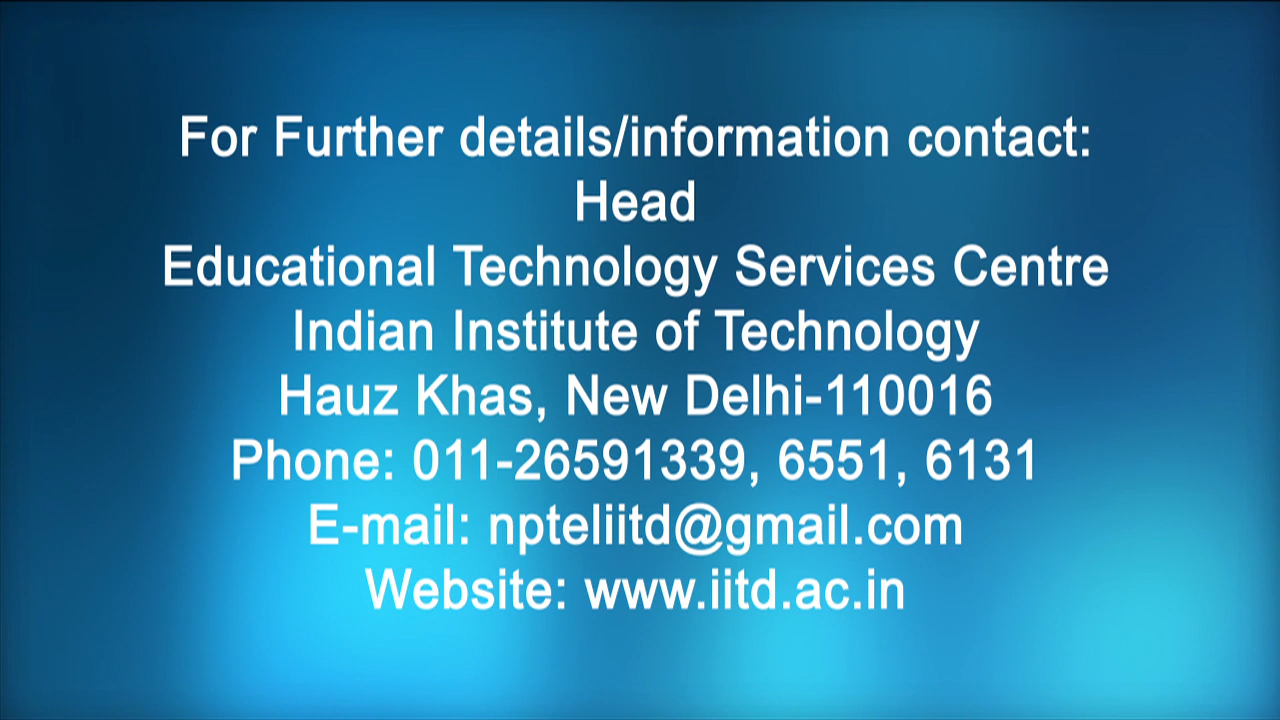 For Further details/information contact:
Head
Educational Technology Services Centre
Indian Institute of Technology
Hauz Khas, New Delhi-110016
Phone: 011-26591339, 6551, 6131
E-mail: npteliitd@gmail.com
Website: www.iitd.ac.in